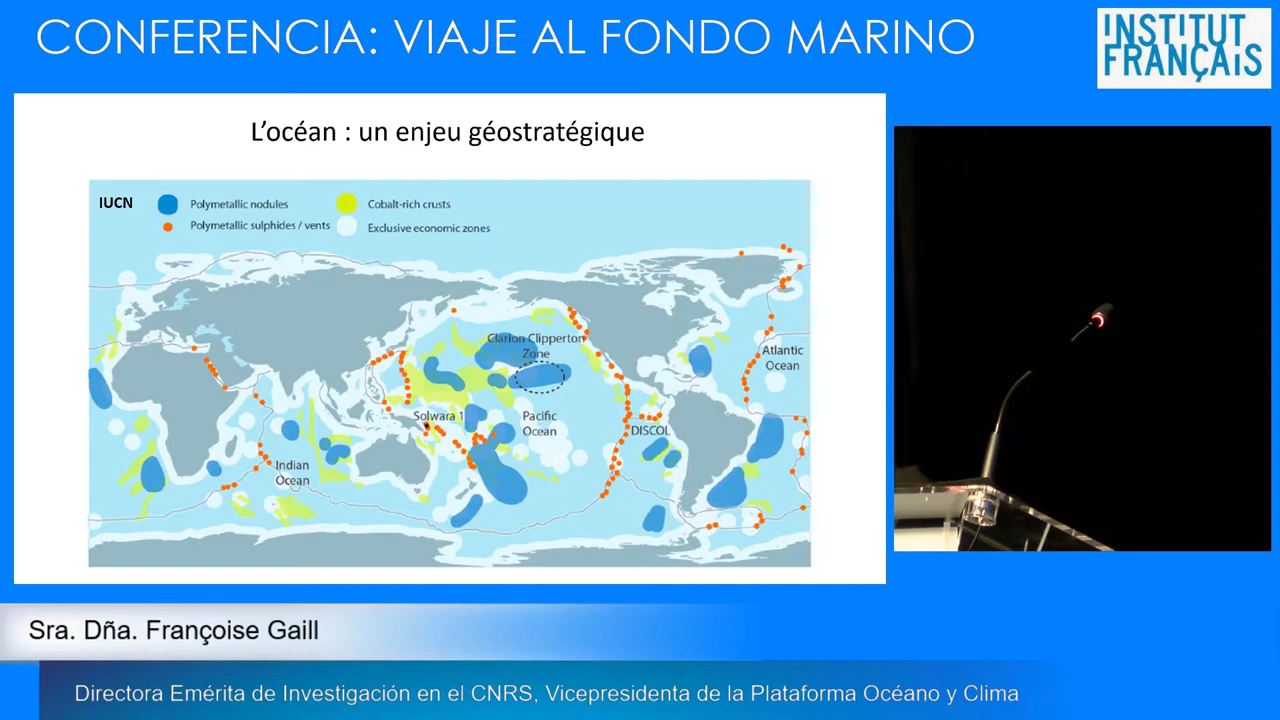 CONFERENCIA: VIAJE AL FONDO MARINO
INSTITUT
FRANÇAIS
L'océan : un enjeu géostratégique
IUCN
Polymetallic nodules
Cobalt-rich crusts
Polymetallic sulphides / vents
Exclusive economic zones
Clarion Clipperton
Zone
Atlantic
Ocean
Solwara 1
Pacific
Ocean
DISCOL
Indian
Ocean
Sra. Dña. Françoise Gaill
Directora Emérita de Investigación en el CNRS, Vicepresidenta de la Plataforma Océano y Clima